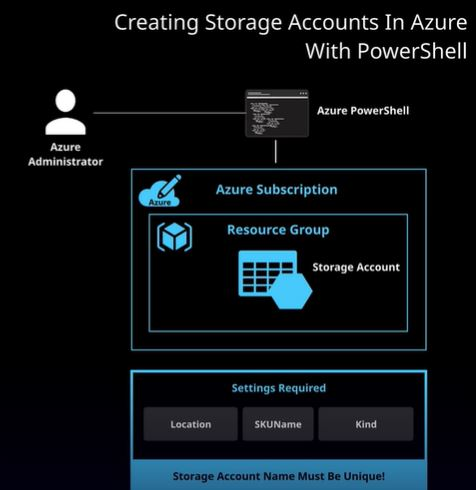 Creating Storage Accounts In Azure
With PowerShell
Azure PowerShell
Azure
Administrator
Azure
Azure Subscription
Resource Group
Storage Account
Settings Required
Location
SKUName
Kind
Storage Account Name Must Be Unique!